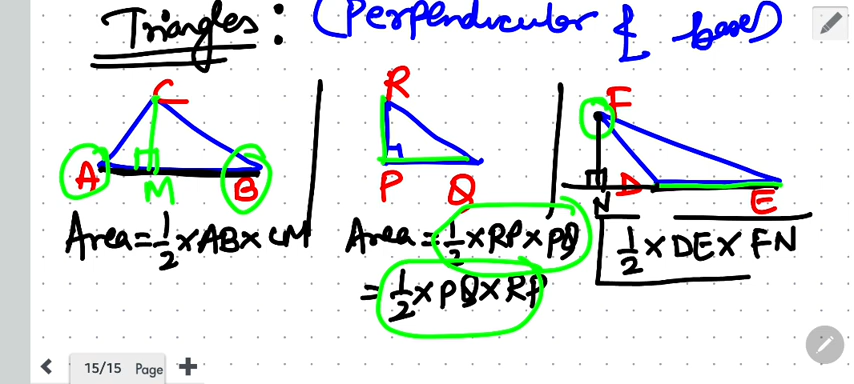 Triangles: (Perpendicular & base)
C
A
M
B
R
P
Q
F
D
E
N
Area = 1/2 × AB × CM
Area = 1/2 × RP × PQ
= 1/2 × PQ × RP
1/2 × DE × FN
15/15 Page